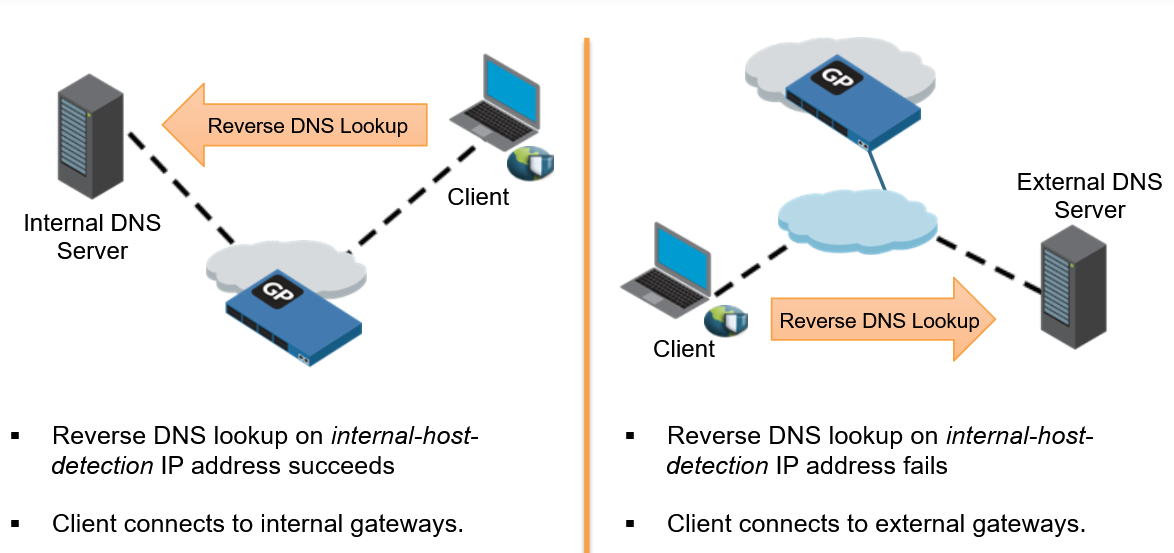 Reverse DNS Lookup
Client
Internal DNS
Server
GP
▪ Reverse DNS lookup on internal-host-
detection IP address succeeds
▪ Client connects to internal gateways.
GP
External DNS
Server
Reverse DNS Lookup
Client
▪ Reverse DNS lookup on internal-host-
detection IP address fails
▪ Client connects to external gateways.